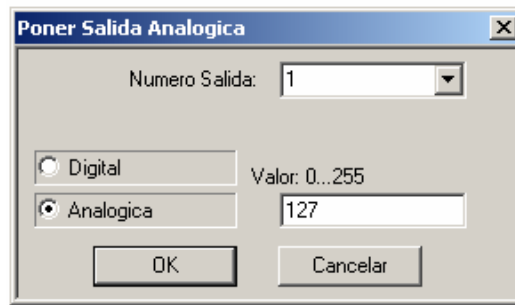 Poner Salida Analogica
Numero Salida: 1
Digital
Valor: 0...255
Analogica 127
OK Cancelar